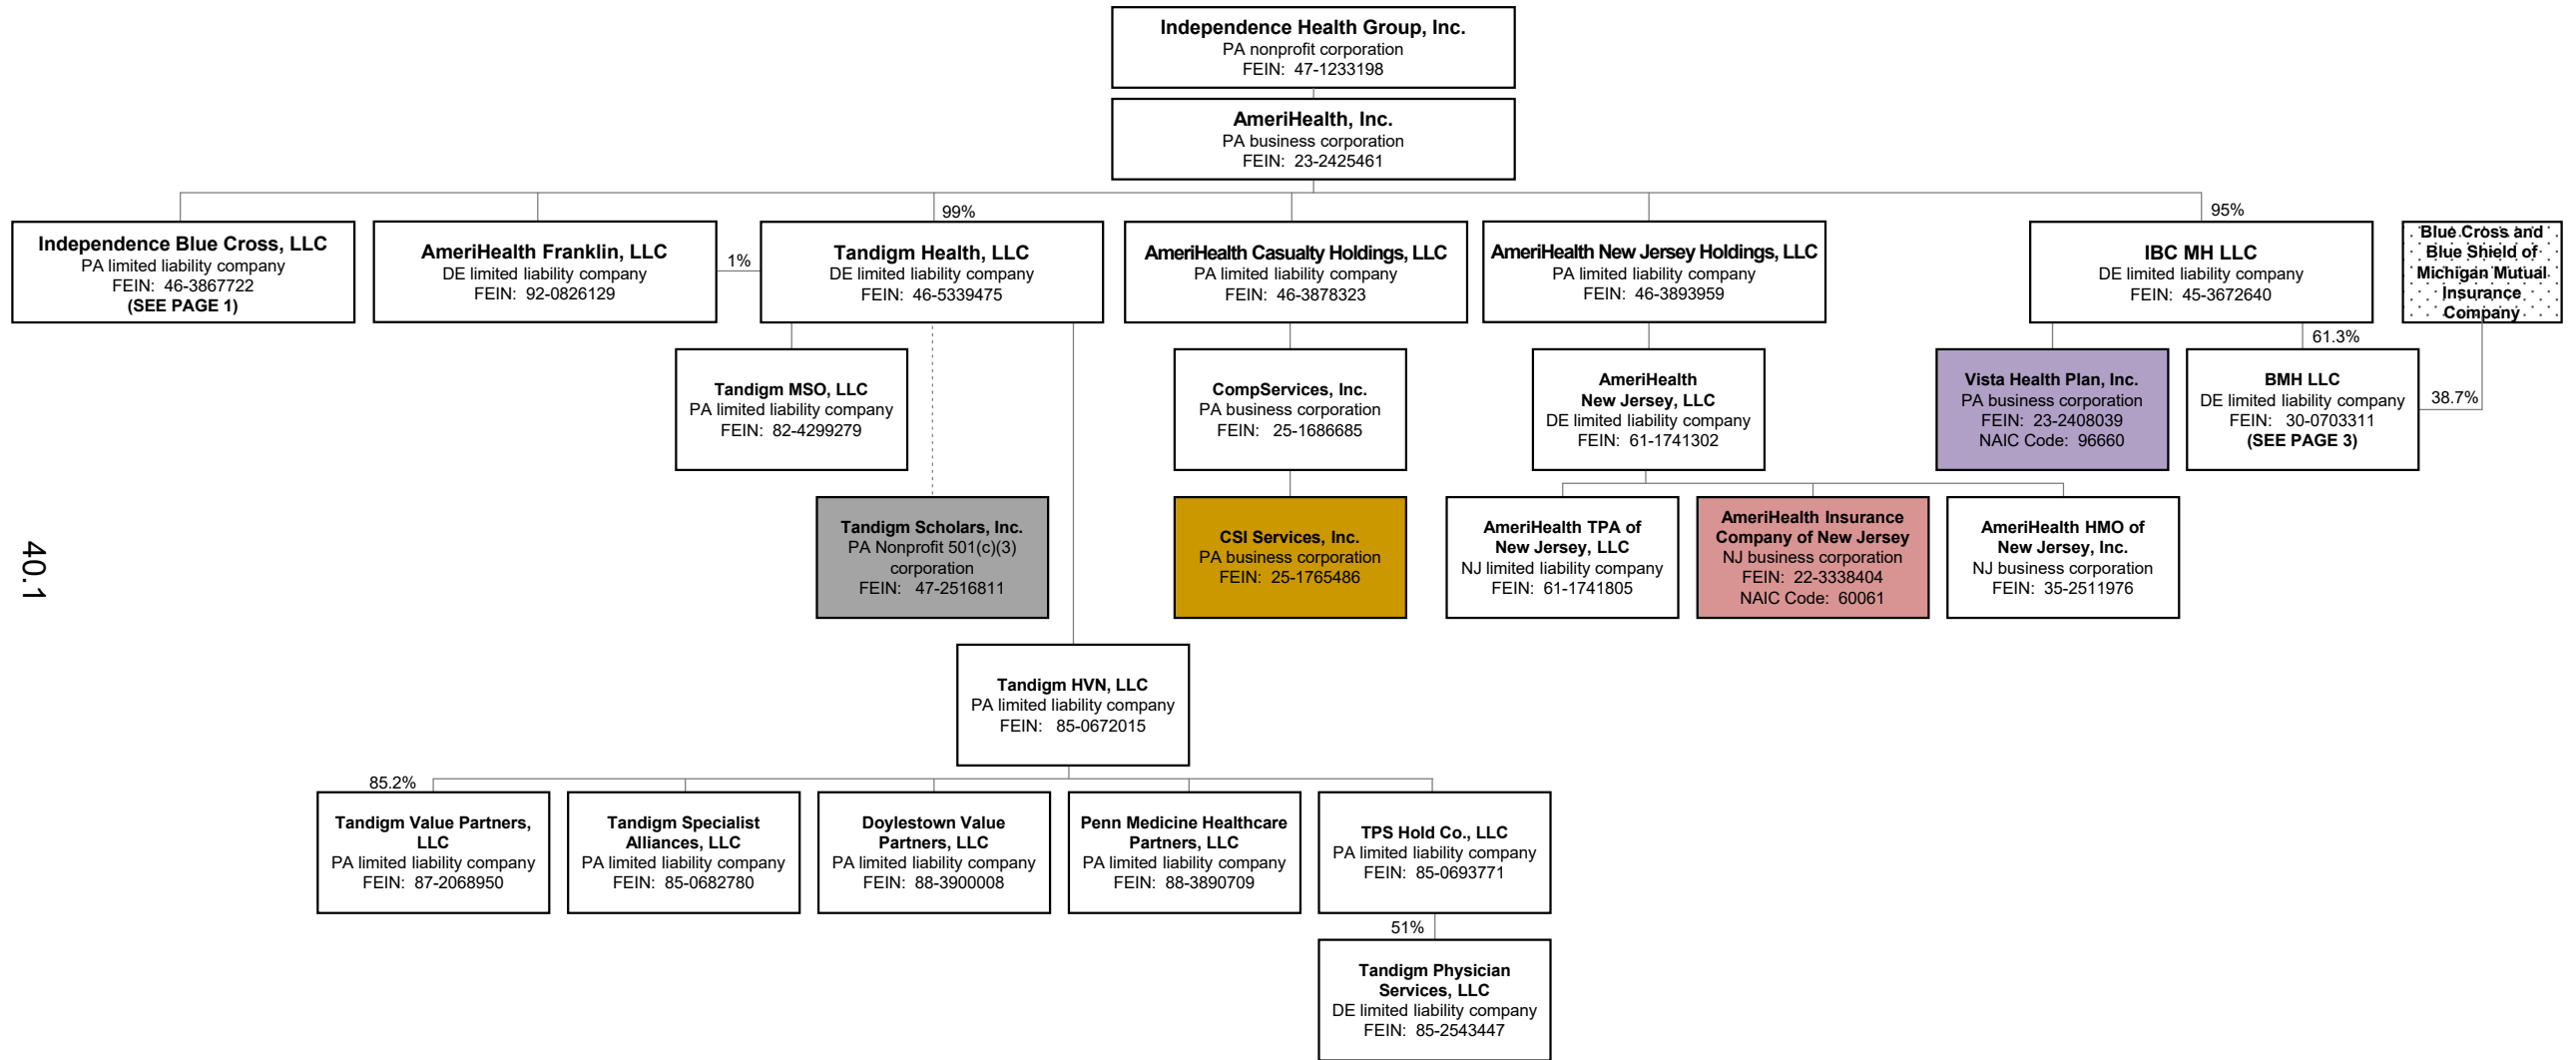 Independence Health Group, Inc.
PA nonprofit corporation
FEIN: 47-1233198
AmeriHealth, Inc.
PA business corporation
FEIN: 23-2425461
Independence Blue Cross, LLC
PA limited liability company
FEIN: 46-3867722
(SEE PAGE 1)
AmeriHealth Franklin, LLC
DE limited liability company
FEIN: 92-0826129
1%
99%
Tandigm Health, LLC
DE limited liability company
FEIN: 46-5339475
AmeriHealth Casualty Holdings, LLC
PA limited liability company
FEIN: 46-3878323
AmeriHealth New Jersey Holdings, LLC
PA limited liability company
FEIN: 46-3893959
95%
IBC MH LLC
DE limited liability company
FEIN: 45-3672640
Blue Cross and
Blue Shield of
Michigan Mutual
Insurance
Company
Tandigm MSO, LLC
PA limited liability company
FEIN: 82-4299279
CompServices, Inc.
PA business corporation
FEIN: 25-1686685
AmeriHealth
New Jersey, LLC
DE limited liability company
FEIN: 61-1741302
Vista Health Plan, Inc.
PA business corporation
FEIN: 23-2408039
NAIC Code: 96660
61.3%
BMH LLC
DE limited liability company
FEIN: 30-0703311
(SEE PAGE 3)
38.7%
Tandigm Scholars, Inc.
PA Nonprofit 501(c)(3)
corporation
FEIN: 47-2516811
CSI Services, Inc.
PA business corporation
FEIN: 25-1765486
AmeriHealth TPA of
New Jersey, LLC
NJ limited liability company
FEIN: 61-1741805
AmeriHealth Insurance
Company of New Jersey
NJ business corporation
FEIN: 22-3338404
NAIC Code: 60061
AmeriHealth HMO of
New Jersey, Inc.
NJ business corporation
FEIN: 35-2511976
40.1
Tandigm HVN, LLC
PA limited liability company
FEIN: 85-0672015
85.2%
Tandigm Value Partners,
LLC
PA limited liability company
FEIN: 87-2068950
Tandigm Specialist
Alliances, LLC
PA limited liability company
FEIN: 85-0682780
Doylestown Value
Partners, LLC
PA limited liability company
FEIN: 88-3900008
Penn Medicine Healthcare
Partners, LLC
PA limited liability company
FEIN: 88-3890709
TPS Hold Co., LLC
PA limited liability company
FEIN: 85-0693771
51%
Tandigm Physician
Services, LLC
DE limited liability company
FEIN: 85-2543447